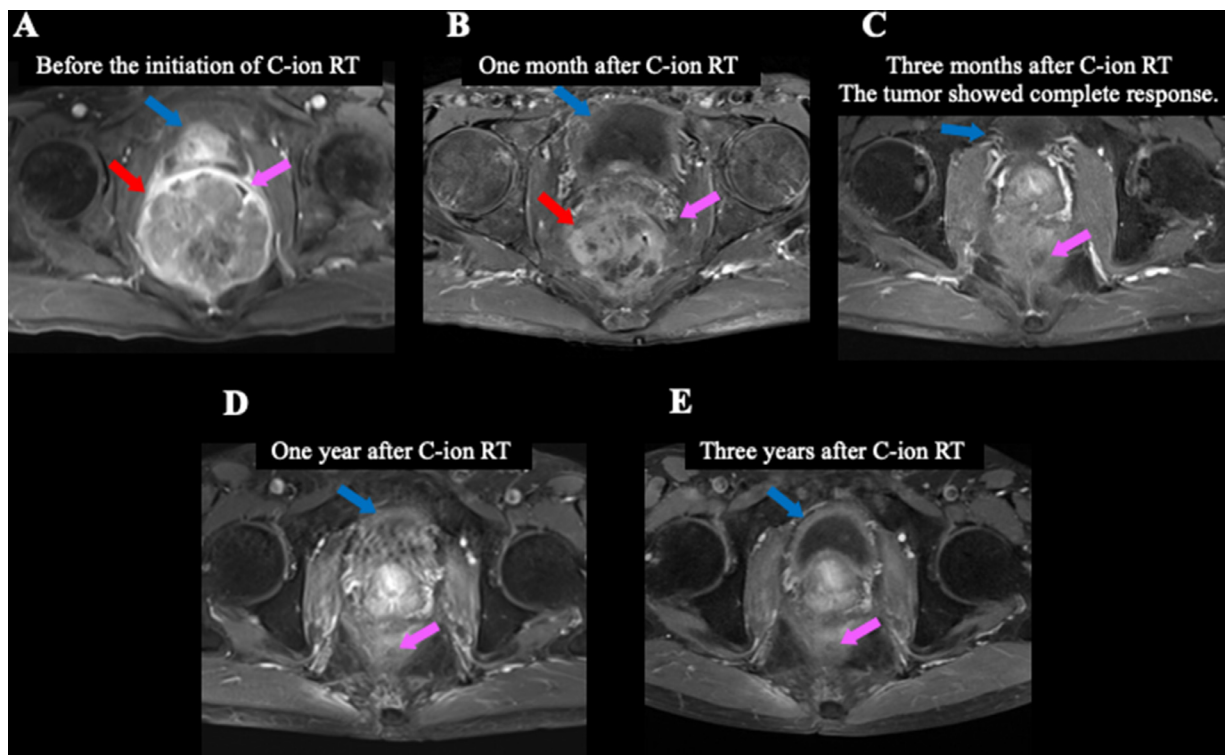 A
Before the initiation of C-ion RT
B
One month after C-ion RT
C
Three months after C-ion RT
The tumor showed complete response.
D
One year after C-ion RT
E
Three years after C-ion RT